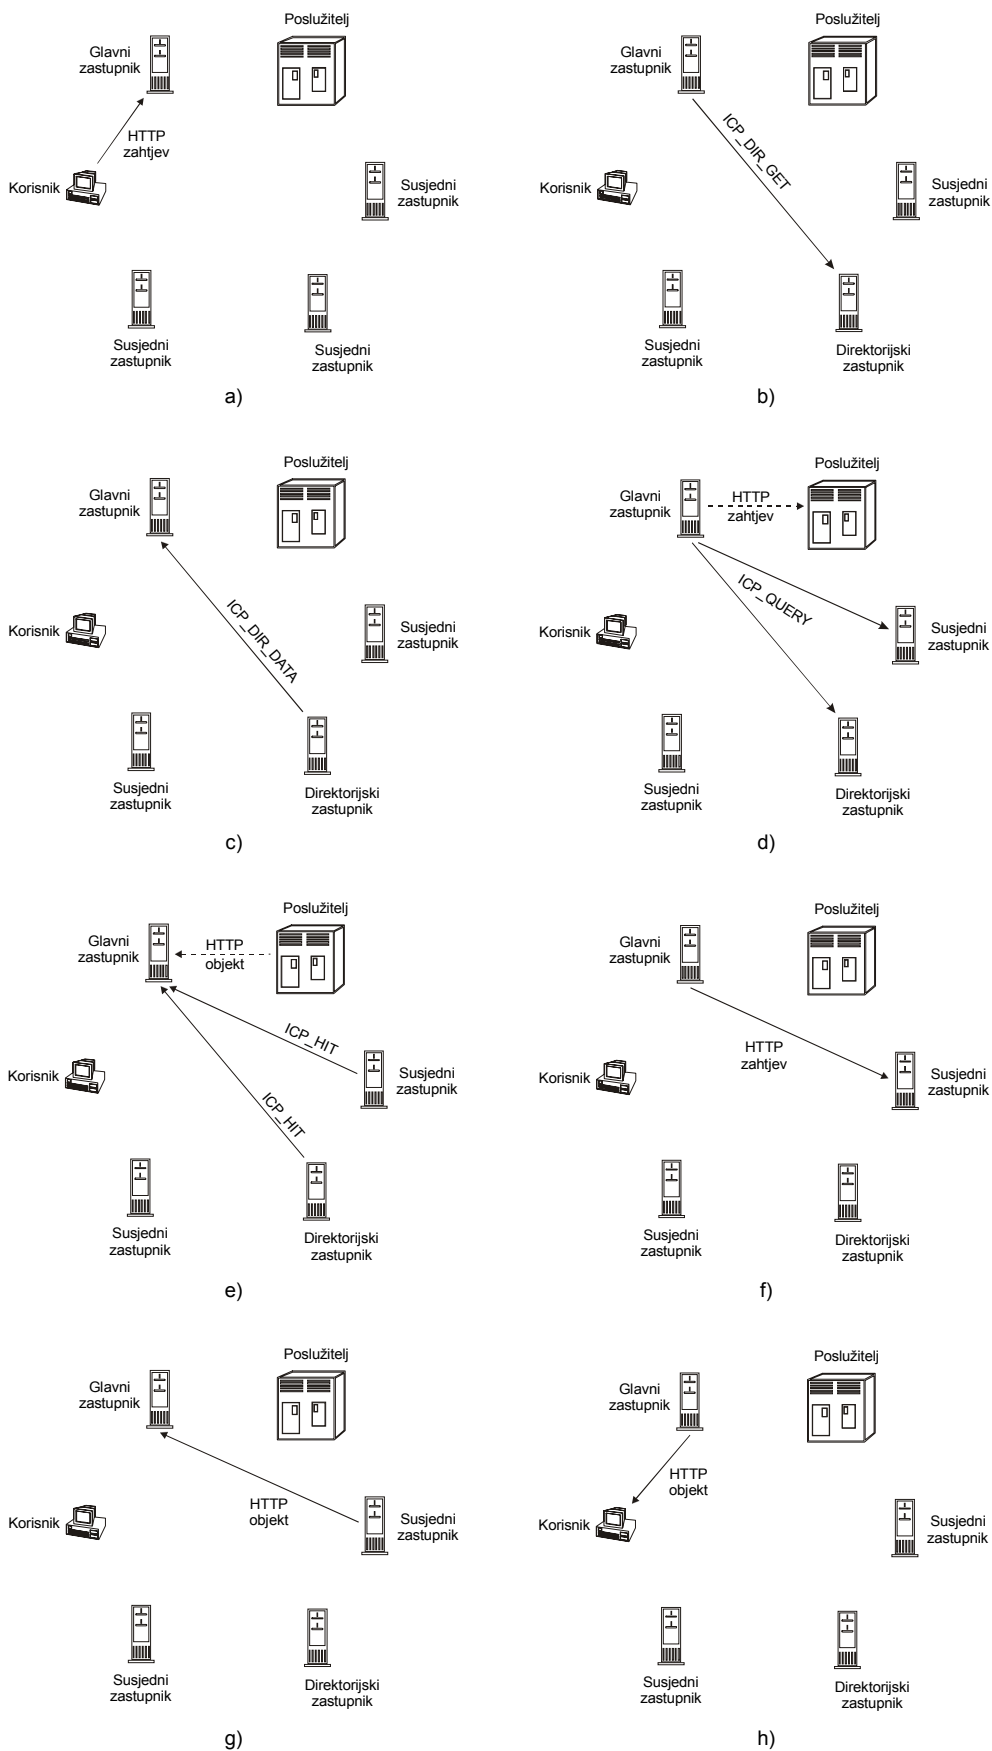 Poslužitelj
Glavni
zastupnik
HTTP
zahtjev
Korisnik
Susjedni
zastupnik
Susjedni
zastupnik
Susjedni
zastupnik
a)
Poslužitelj
Glavni
zastupnik
ICP_DIR_GET
Korisnik
Susjedni
zastupnik
Susjedni
zastupnik
Direktorijski
zastupnik
b)
Poslužitelj
Glavni
zastupnik
ICP_DIR_DATA
Korisnik
Susjedni
zastupnik
Susjedni
zastupnik
Direktorijski
zastupnik
c)
Poslužitelj
Glavni
zastupnik
HTTP
zahtjev
ICP_QUERY
Korisnik
Susjedni
zastupnik
Susjedni
zastupnik
Direktorijski
zastupnik
d)
Poslužitelj
Glavni
zastupnik
HTTP
objekt
ICP_HIT
Korisnik
Susjedni
zastupnik
ICP_HIT
Susjedni
zastupnik
Direktorijski
zastupnik
e)
Poslužitelj
Glavni
zastupnik
HTTP
zahtjev
Korisnik
Susjedni
zastupnik
Susjedni
zastupnik
Direktorijski
zastupnik
f)
Poslužitelj
Glavni
zastupnik
HTTP
objekt
Korisnik
Susjedni
zastupnik
Susjedni
zastupnik
Direktorijski
zastupnik
g)
Poslužitelj
Glavni
zastupnik
HTTP
objekt
Korisnik
Susjedni
zastupnik
Susjedni
zastupnik
Direktorijski
zastupnik
h)